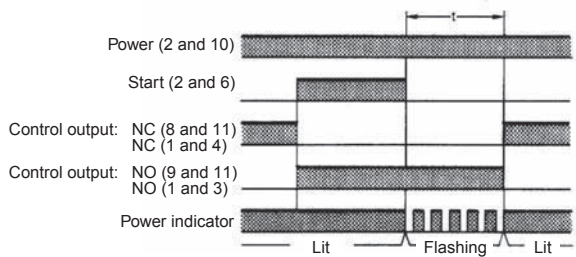 t
Power (2 and 10)
Start (2 and 6)
Control output: NC (8 and 11)
NC (1 and 4)
Control output: NO (9 and 11)
NO (1 and 3)
Power indicator
Lit Flashing Lit